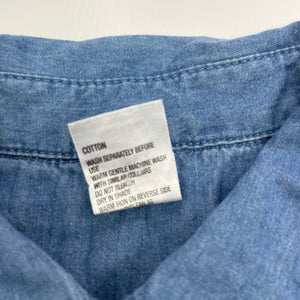 COTTON
WASH SEPARATELY BEFORE
USE
WARM GENTLE MACHINE WASH
WITH SIMILAR COLOURS
DO NOT BLEACH
DRY IN SHADE
WARM IRON ON REVERSE SIDE